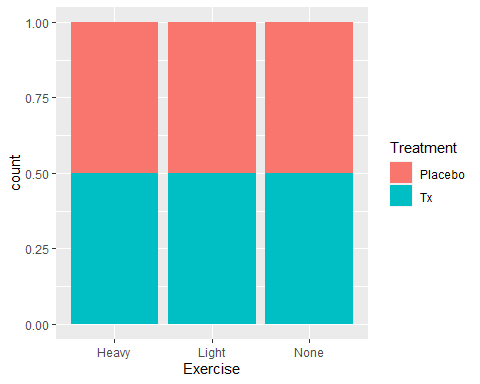 1.00
0.75
0.50
0.25
0.00
count
Heavy
Light
None
Exercise
Treatment
Placebo
Tx